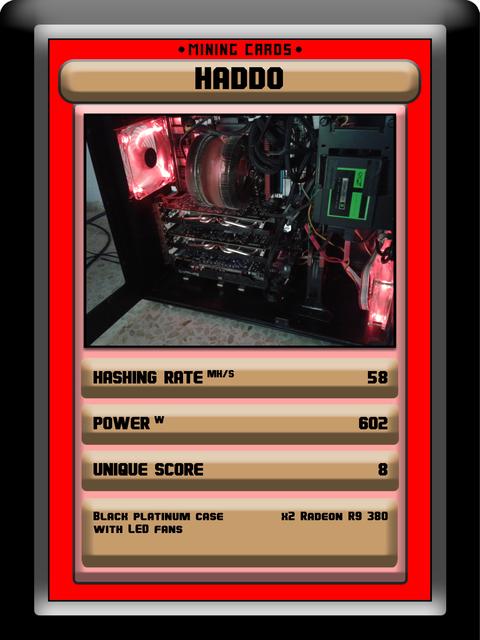 •MINING CARDS•
HADDO
HASHING RATE MH/S 58
POWER W 602
UNIQUE SCORE 8
BLACK PLATINUM CASE X2 RADEON R9 380
WITH LED FANS